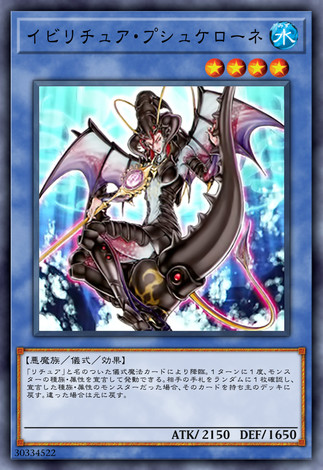 イビリチュア・プシュケローネ
水
【悪魔族／儀式／効果】
「リチュア」と名のついた儀式魔法カードにより降臨。１ターンに１度、モンス
ターの種族・属性を宣言して発動できる。相手の手札をランダムに１枚確認し、
宣言した種族・属性のモンスターだった場合、そのカードを持ち主のデッキに
戻す。違った場合は元に戻す。
ATK/ 2150 DEF/1650
30334522